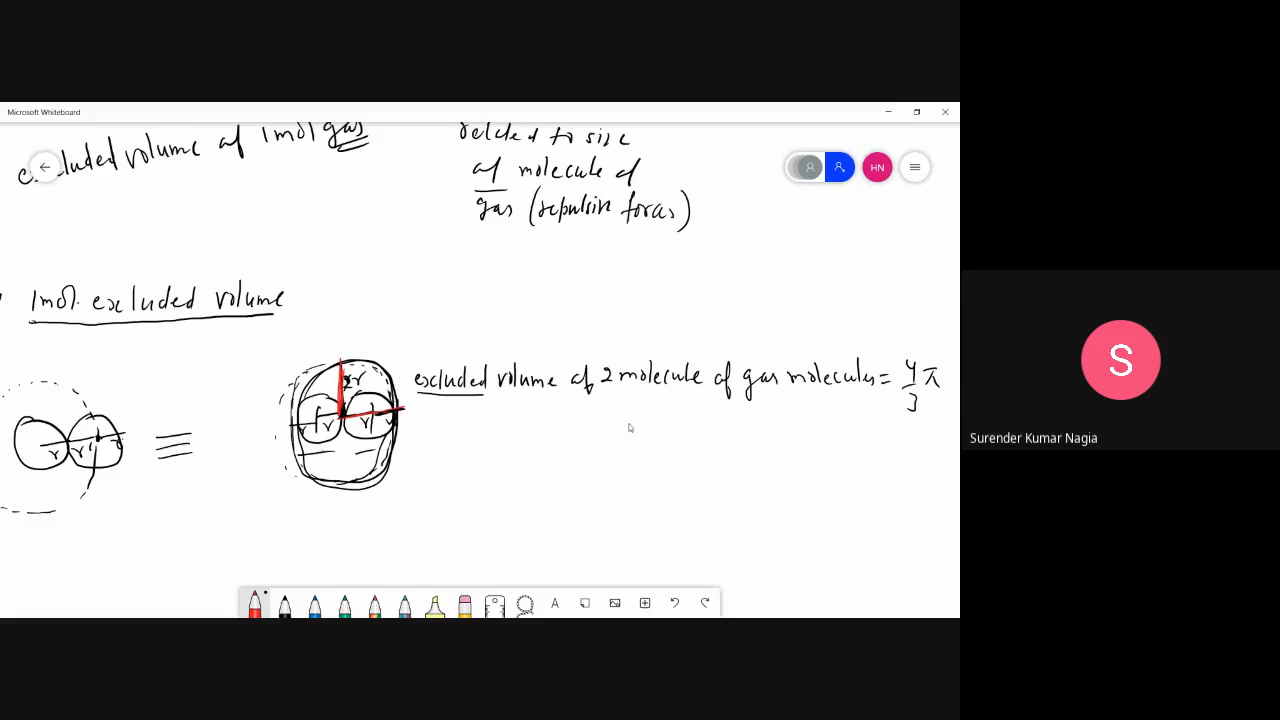 Microsoft Whiteboard
excluded volume of 1mol gas
related to size
of molecule of
gas (repulsive forces)
HN
1mol. excluded volume
2r
excluded volume of 2 molecule of gas molecules = 4/3 π
r r r r
r r r
S
Surender Kumar Nagia
A